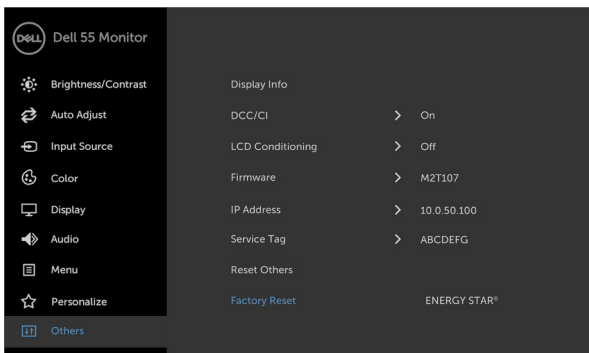 DELL Dell 55 Monitor
Brightness/Contrast
Auto Adjust
Input Source
Color
Display
Audio
Menu
Personalize
Others
Display Info
DCC/CI > On
LCD Conditioning > Off
Firmware > M2T107
IP Address > 10.0.50.100
Service Tag > ABCDEFG
Reset Others
Factory Reset ENERGY STAR®